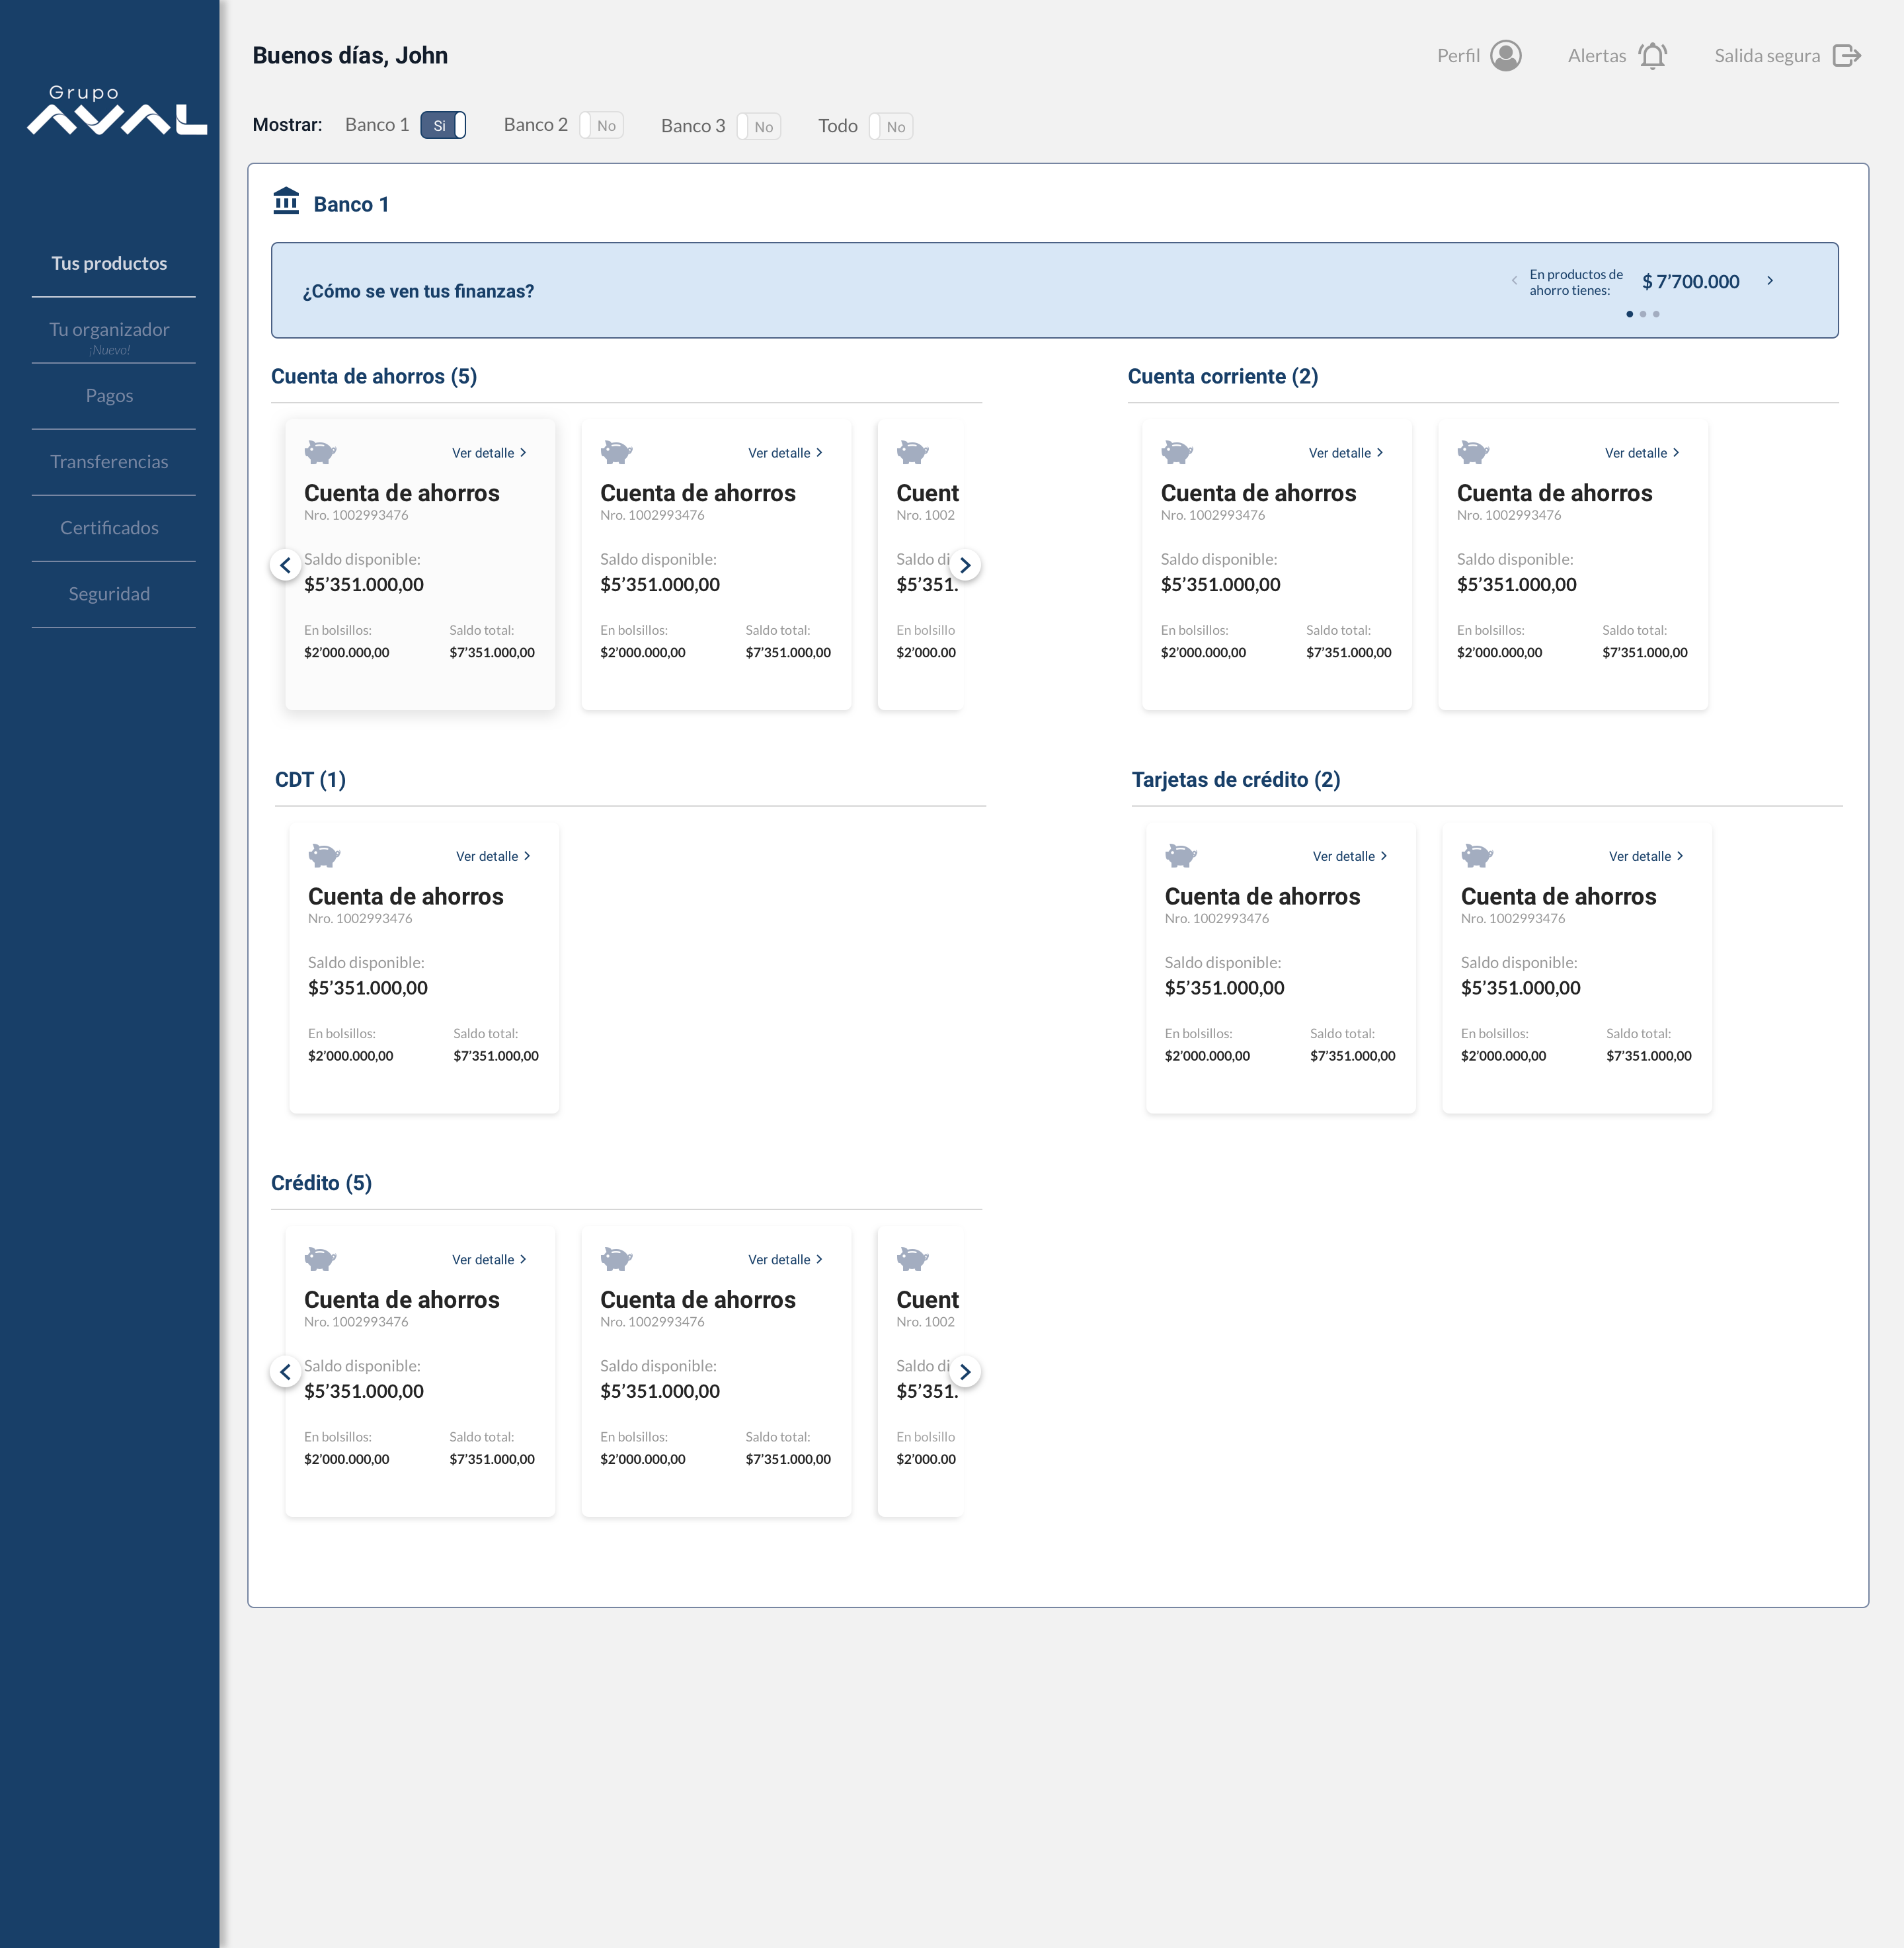 Grupo
AVAL
Tus productos
Tu organizador
¡Nuevo!
Pagos
Transferencias
Certificados
Seguridad
Buenos días, John
Perfil
Alertas
Salida segura
Mostrar:
Banco 1 Si
Banco 2 No
Banco 3 No
Todo No
Banco 1
¿Cómo se ven tus finanzas?
En productos de
ahorro tienes:
$ 7’700.000
Cuenta de ahorros (5)
Ver detalle
Cuenta de ahorros
Nro. 1002993476
Saldo disponible:
$5’351.000,00
En bolsillos: Saldo total:
$2’000.000,00 $7’351.000,00
Ver detalle
Cuenta de ahorros
Nro. 1002993476
Saldo disponible:
$5’351.000,00
En bolsillos: Saldo total:
$2’000.000,00 $7’351.000,00
Cuent
Nro. 1002
Saldo di
$5’351.
En bolsillo
$2’000.00
Cuenta corriente (2)
Ver detalle
Cuenta de ahorros
Nro. 1002993476
Saldo disponible:
$5’351.000,00
En bolsillos: Saldo total:
$2’000.000,00 $7’351.000,00
Ver detalle
Cuenta de ahorros
Nro. 1002993476
Saldo disponible:
$5’351.000,00
En bolsillos: Saldo total:
$2’000.000,00 $7’351.000,00
CDT (1)
Ver detalle
Cuenta de ahorros
Nro. 1002993476
Saldo disponible:
$5’351.000,00
En bolsillos: Saldo total:
$2’000.000,00 $7’351.000,00
Tarjetas de crédito (2)
Ver detalle
Cuenta de ahorros
Nro. 1002993476
Saldo disponible:
$5’351.000,00
En bolsillos: Saldo total:
$2’000.000,00 $7’351.000,00
Ver detalle
Cuenta de ahorros
Nro. 1002993476
Saldo disponible:
$5’351.000,00
En bolsillos: Saldo total:
$2’000.000,00 $7’351.000,00
Crédito (5)
Ver detalle
Cuenta de ahorros
Nro. 1002993476
Saldo disponible:
$5’351.000,00
En bolsillos: Saldo total:
$2’000.000,00 $7’351.000,00
Ver detalle
Cuenta de ahorros
Nro. 1002993476
Saldo disponible:
$5’351.000,00
En bolsillos: Saldo total:
$2’000.000,00 $7’351.000,00
Cuent
Nro. 1002
Saldo di
$5’351.
En bolsillo
$2’000.00